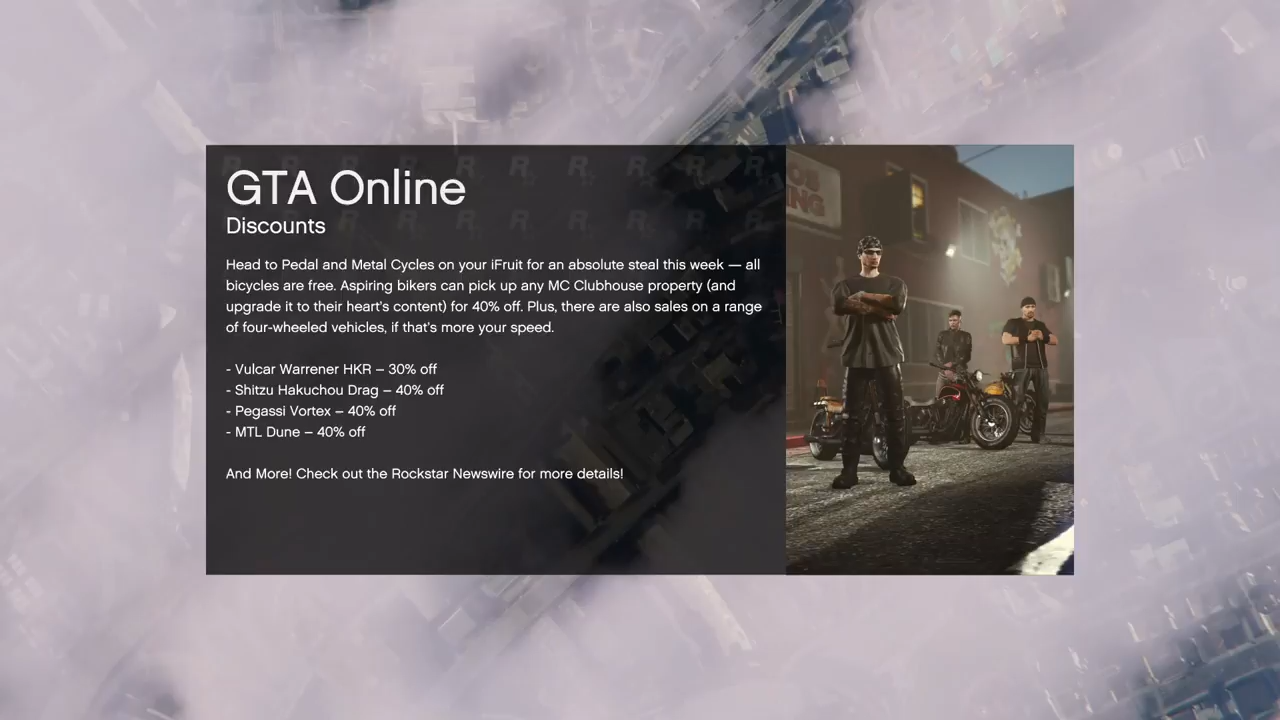 GTA Online
Discounts
Head to Pedal and Metal Cycles on your iFruit for an absolute steal this week — all
bicycles are free. Aspiring bikers can pick up any MC Clubhouse property (and
upgrade it to their heart's content) for 40% off. Plus, there are also sales on a range
of four-wheeled vehicles, if that's more your speed.
- Vulcar Warrener HKR – 30% off
- Shitzu Hakuchou Drag – 40% off
- Pegassi Vortex – 40% off
- MTL Dune – 40% off
And More! Check out the Rockstar Newswire for more details!